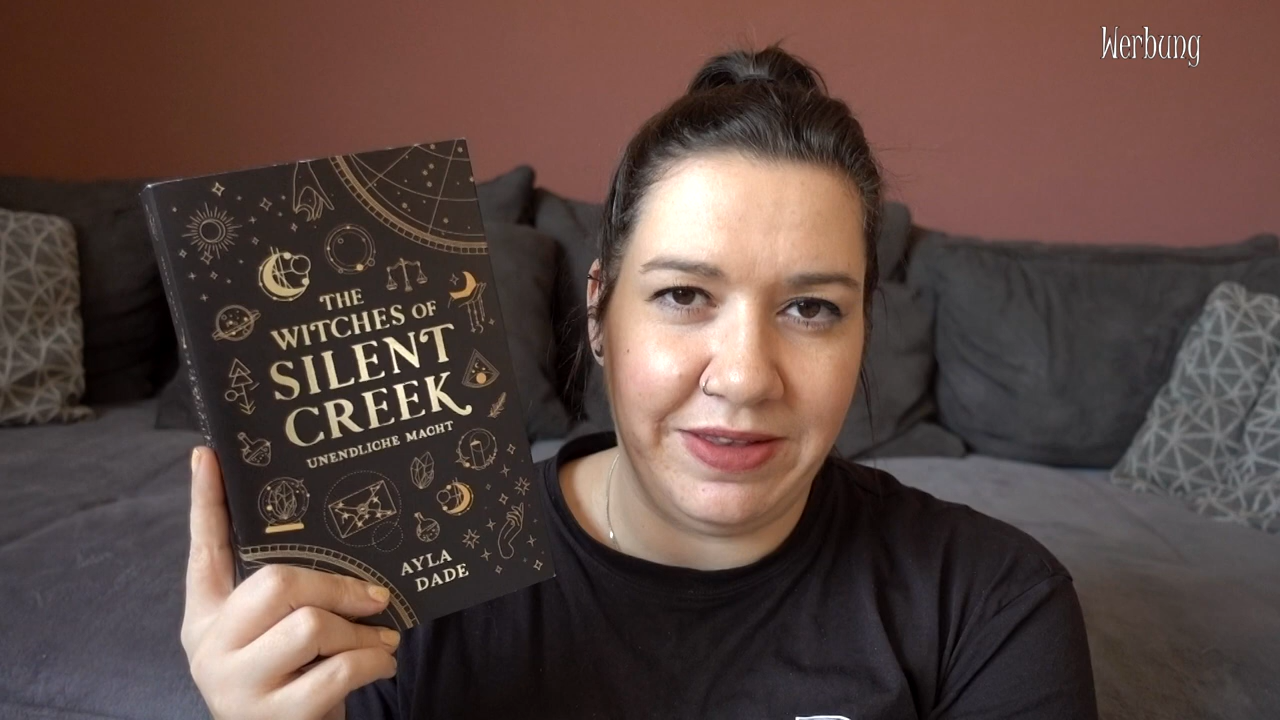 Werbung
THE
WITCHES OF
SILENT
CREEK
UNENDLICHE MACHT
AYLA
DADE